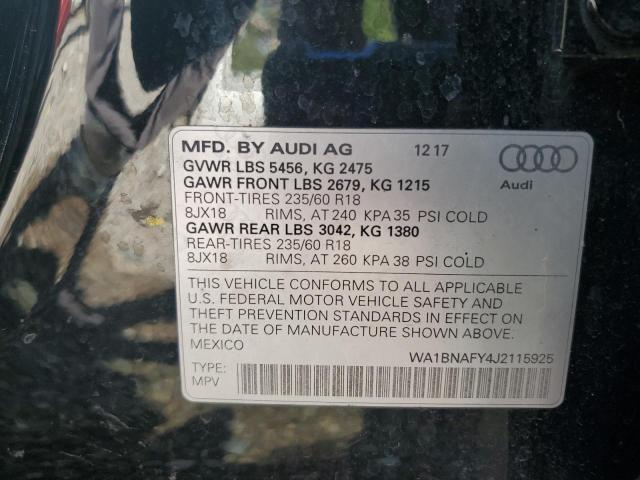 MFD. BY AUDI AG 12 17
GVWR LBS 5456, KG 2475
GAWR FRONT LBS 2679, KG 1215
FRONT-TIRES 235/60 R18
8JX18 RIMS, AT 240 KPA 35 PSI COLD
GAWR REAR LBS 3042, KG 1380
REAR-TIRES 235/60 R18
8JX18 RIMS, AT 260 KPA 38 PSI COLD
Audi
THIS VEHICLE CONFORMS TO ALL APPLICABLE
U.S. FEDERAL MOTOR VEHICLE SAFETY AND
THEFT PREVENTION STANDARDS IN EFFECT ON
THE DATE OF MANUFACTURE SHOWN ABOVE.
MEXICO
WA1BNAFY4J2115925
TYPE:
MPV